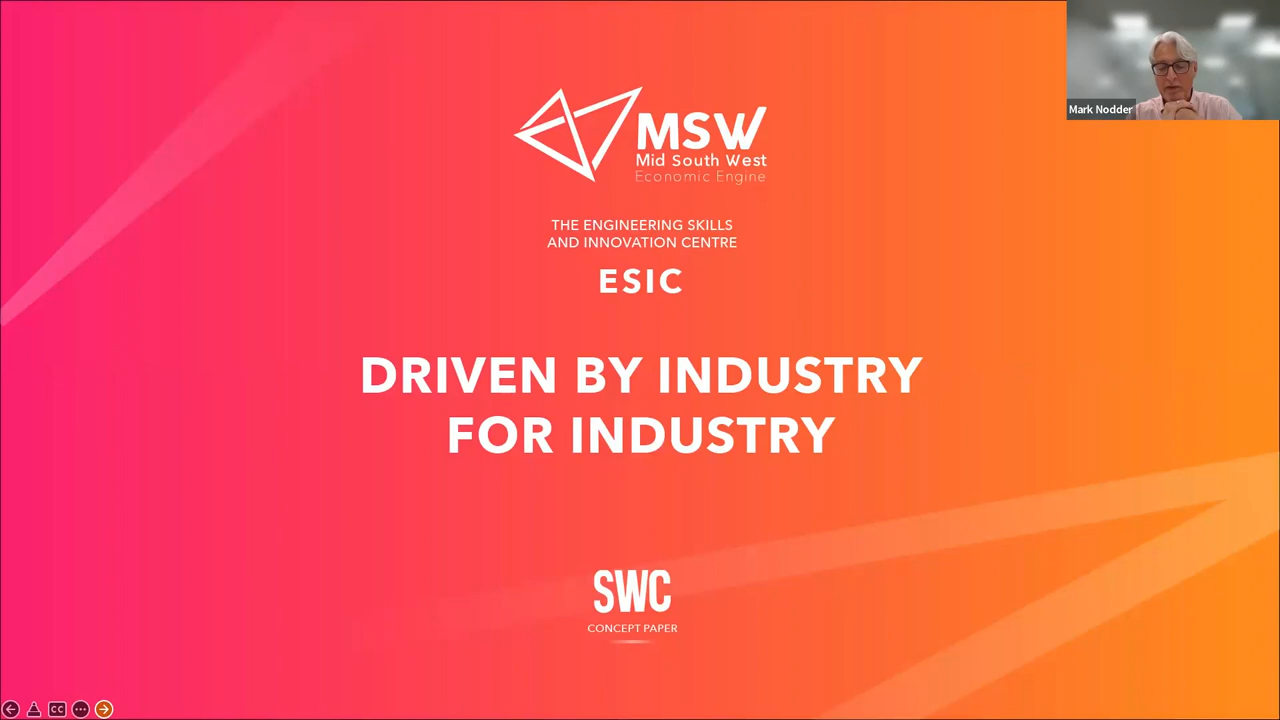 MSW
Mid South West
Economic Engine
THE ENGINEERING SKILLS
AND INNOVATION CENTRE
ESIC
DRIVEN BY INDUSTRY
FOR INDUSTRY
SWC
CONCEPT PAPER
Mark Nodder
CC